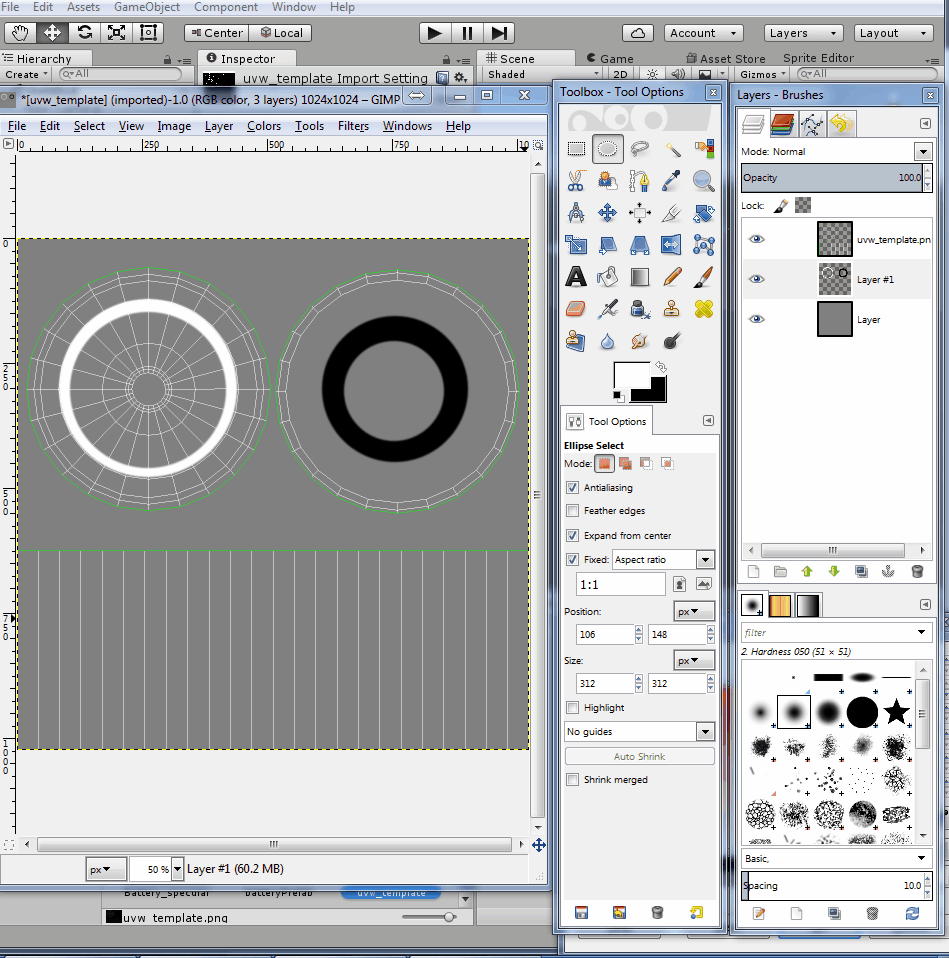 File Edit Assets GameObject Component Window Help
Center Local Account Layers Layout
Hierarchy Inspector Scene Game Asset Store Sprite Editor
Create All uvw_template Import Setting Shaded 2D Gizmos All
*[uvw_template] (imported)-1.0 (RGB color, 3 layers) 1024x1024 – GIMP
File Edit Select View Image Layer Colors Tools Filters Windows Help
0 250 500 750 10
0
250
500
750
1000
px 50 % Layer #1 (60.2 MB)
Battery_Specular BatteryPrefab uvw_template
uvw_template.png
Toolbox - Tool Options
Tool Options
Ellipse Select
Mode:
Antialiasing
Feather edges
Expand from center
Fixed: Aspect ratio
1:1
Position: px
106 148
Size: px
312 312
Highlight
No guides
Auto Shrink
Shrink merged
Layers - Brushes
Mode: Normal
Opacity 100.0
Lock:
uvw_template.pn
Layer #1
Layer
filter
2. Hardness 050 (51 × 51)
Basic,
Spacing 10.0